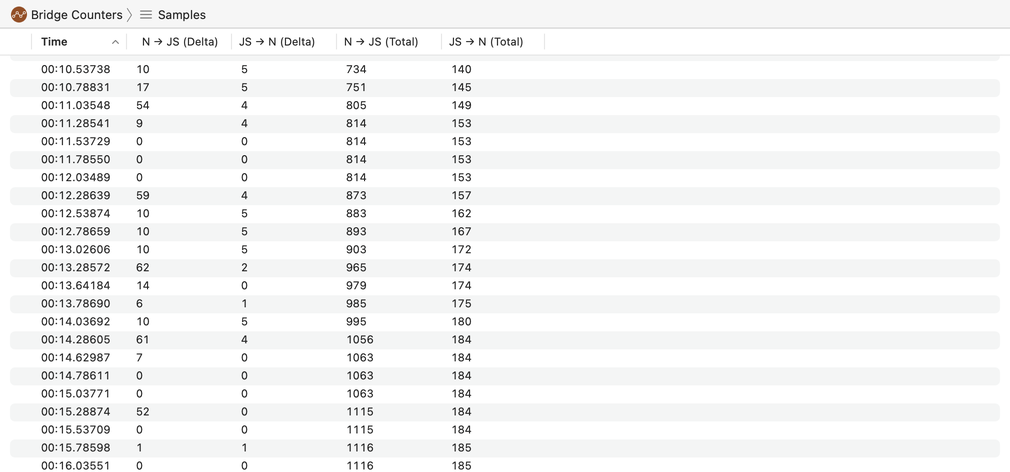 Bridge Counters Samples
Time N → JS (Delta) JS → N (Delta) N → JS (Total) JS → N (Total)
00:10.53738 10 5 734 140
00:10.78831 17 5 751 145
00:11.03548 54 4 805 149
00:11.28541 9 4 814 153
00:11.53729 0 0 814 153
00:11.78550 0 0 814 153
00:12.03489 0 0 814 153
00:12.28639 59 4 873 157
00:12.53874 10 5 883 162
00:12.78659 10 5 893 167
00:13.02606 10 5 903 172
00:13.28572 62 2 965 174
00:13.64184 14 0 979 174
00:13.78690 6 1 985 175
00:14.03692 10 5 995 180
00:14.28605 61 4 1056 184
00:14.62987 7 0 1063 184
00:14.78611 0 0 1063 184
00:15.03771 0 0 1063 184
00:15.28874 52 0 1115 184
00:15.53709 0 0 1115 184
00:15.78598 1 1 1116 185
00:16.03551 0 0 1116 185